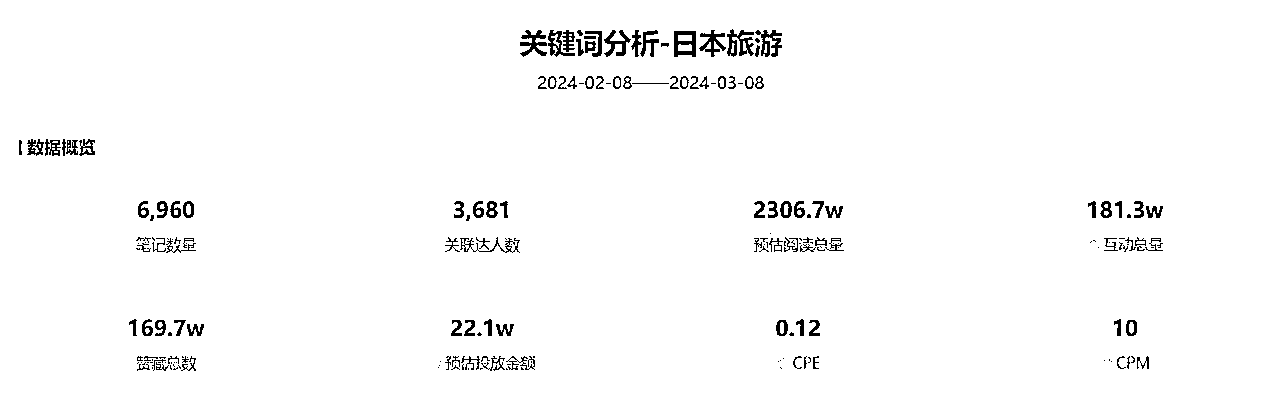 关键词分析-日本旅游
2024-02-08——2024-03-08
数据概览
6,960 3,681 2306.7w 181.3w
笔记数量 关联达人数 预估阅读总量 互动总量
169.7w 22.1w 0.12 10
赞藏总数 预估投放金额 CPE CPM